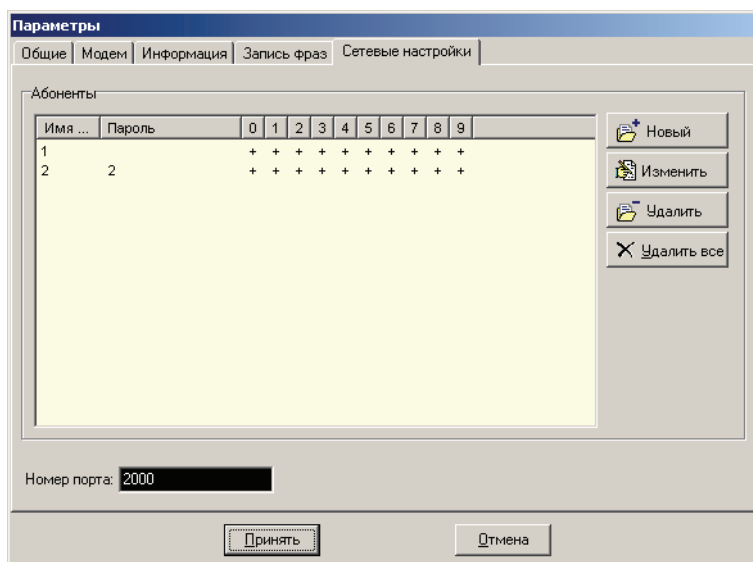 Параметры
Общие Модем Информация Запись фраз Сетевые настройки
Абоненты
Имя ... Пароль 0 1 2 3 4 5 6 7 8 9
1 + + + + + + + + + +
2 2 + + + + + + + + + +
Новый
Изменить
Удалить
Удалить все
Номер порта: 2000
Принять Отмена